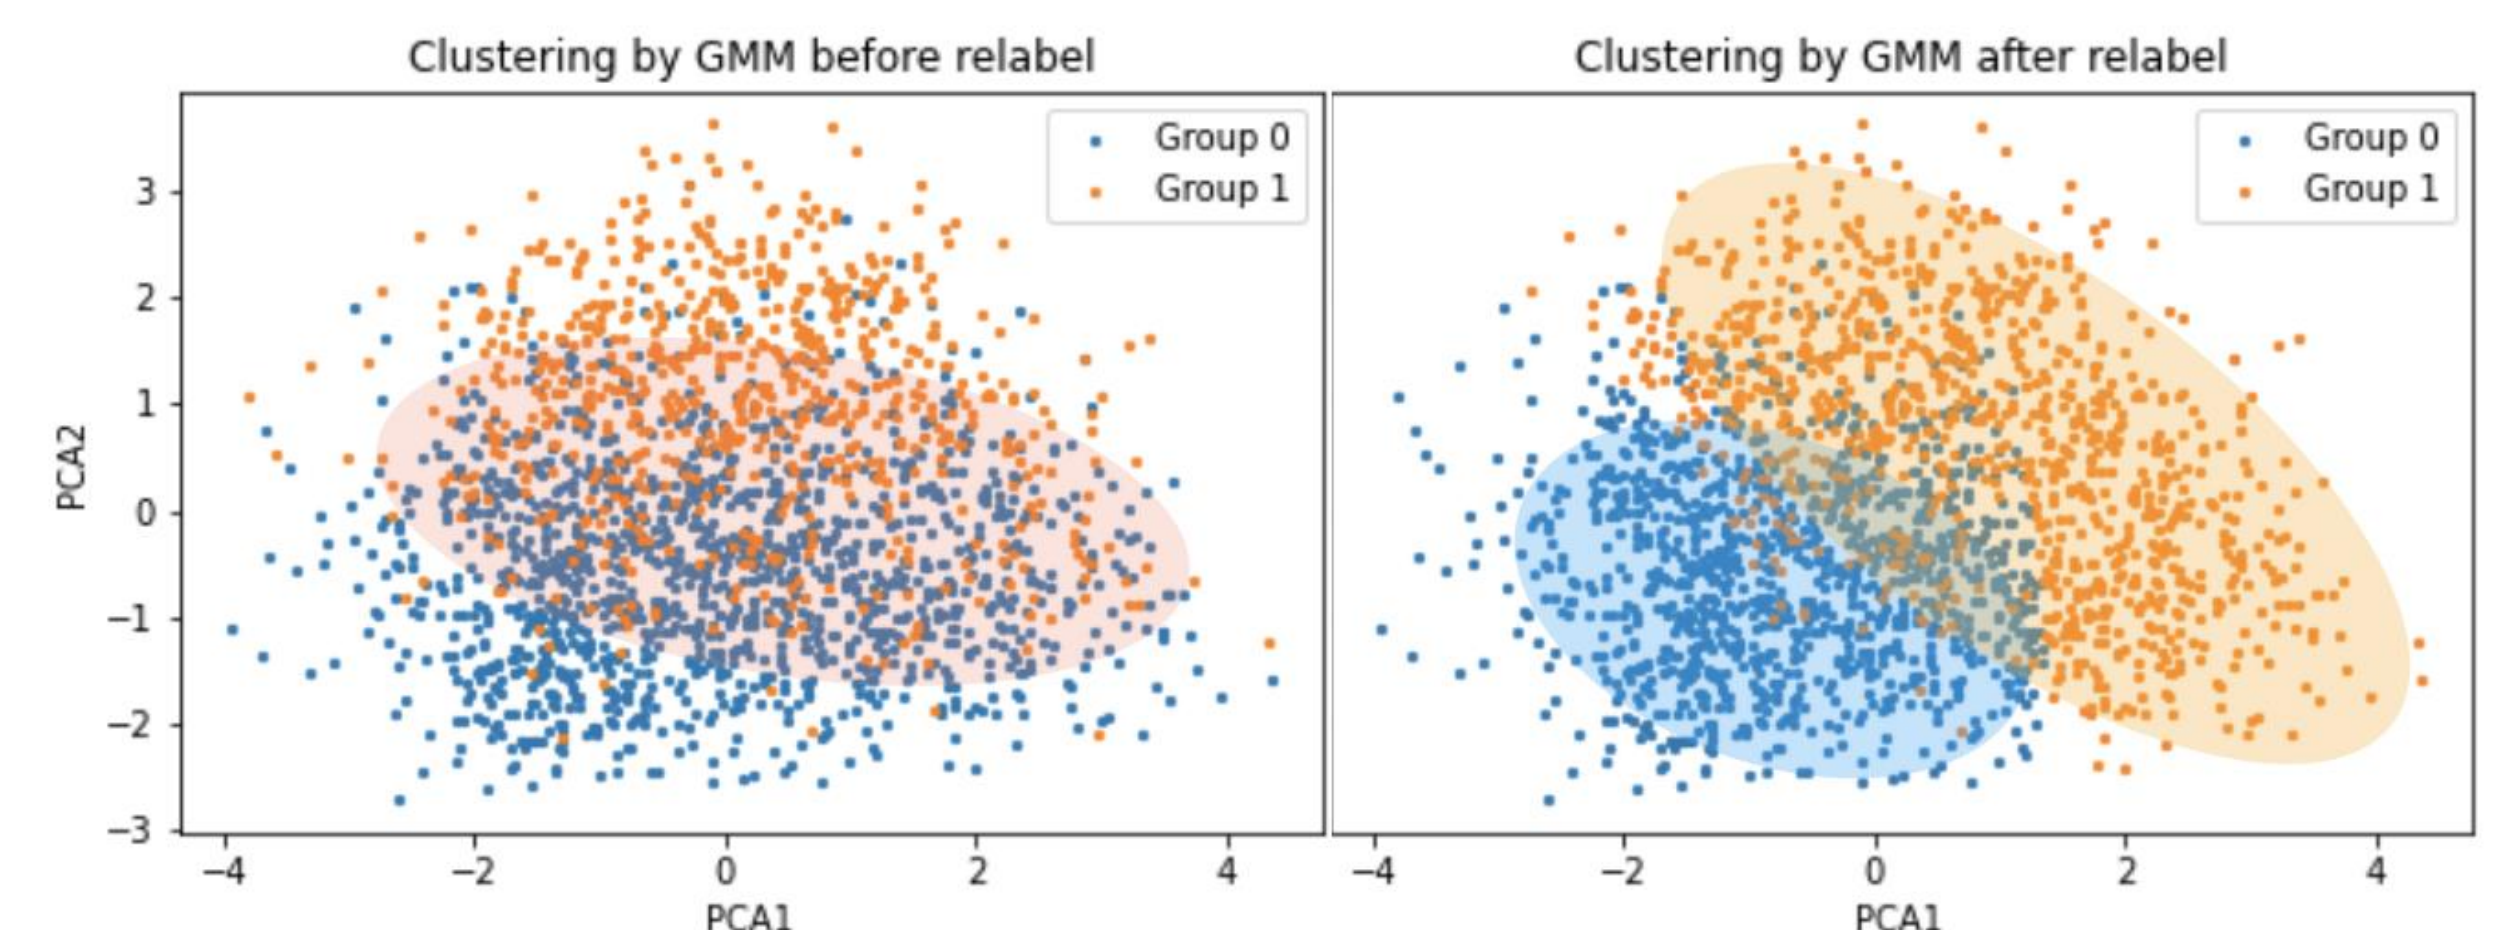 Clustering by GMM before relabel
Group 0
Group 1
PCA2
3
2
1
0
−1
−2
−3
−4
−2
0
2
4
PCA1
Clustering by GMM after relabel
Group 0
Group 1
−4
−2
0
2
4
PCA1